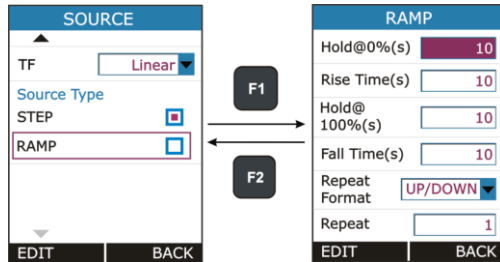 SOURCE
TF Linear
Source Type
STEP
RAMP
EDIT BACK
F1
F2
RAMP
Hold@0%(s) 10
Rise Time(s) 10
Hold@
100%(s) 10
Fall Time(s) 10
Repeat
Format UP/DOWN
Repeat 1
EDIT BACK